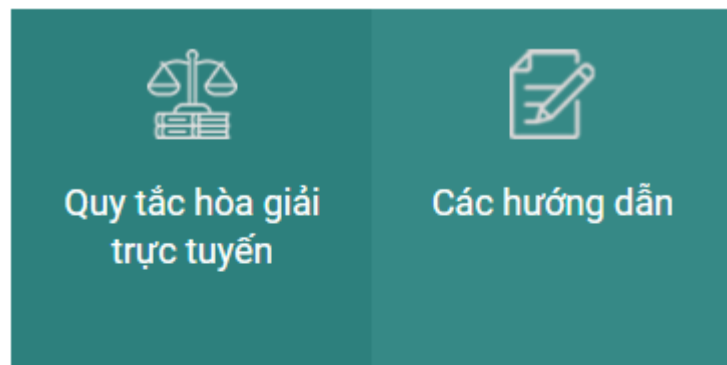 Quy tắc hòa giải
trực tuyến
Các hướng dẫn